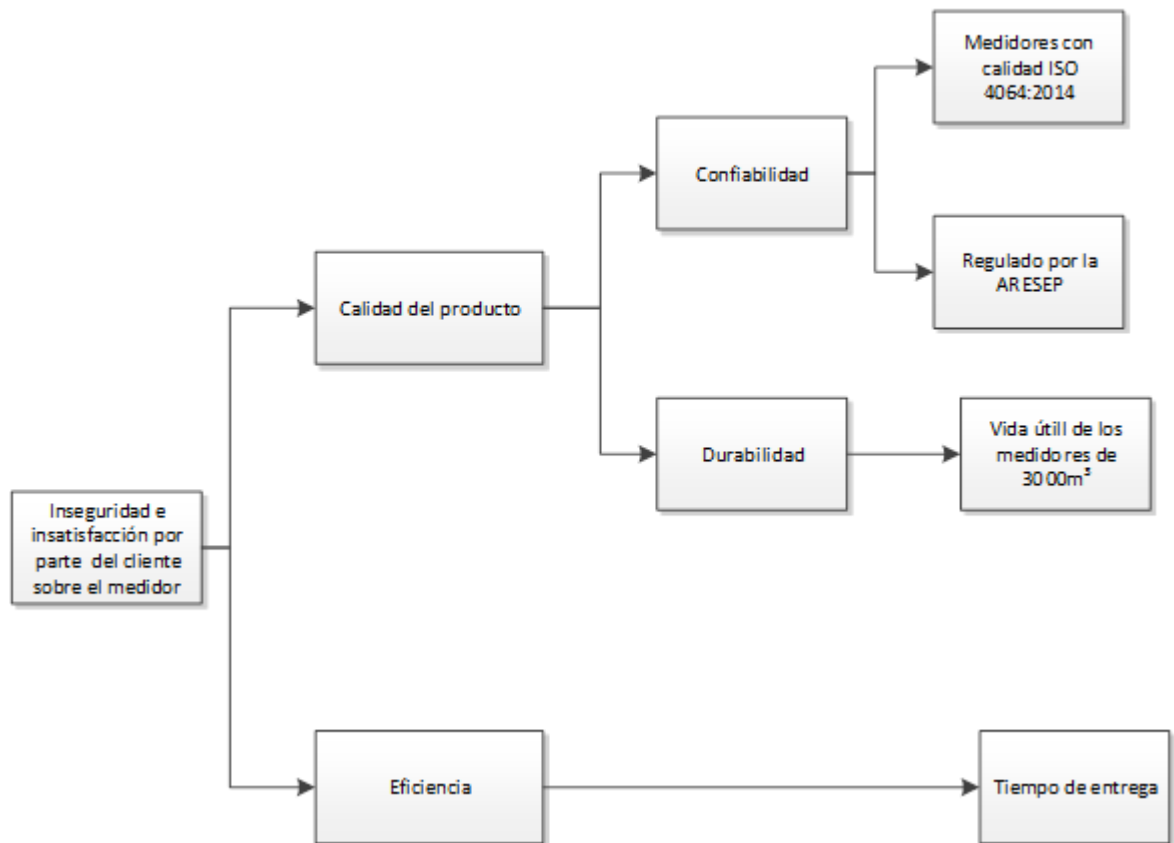 Medidores con
calidad ISO
4064:2014
Confiabilidad
Regulado por la
ARESEP
Calidad del producto
Durabilidad
Vida útill de los
medidores de
3000m³
Inseguridad e
insatisfacción por
parte del cliente
sobre el medidor
Eficiencia
Tiempo de entrega